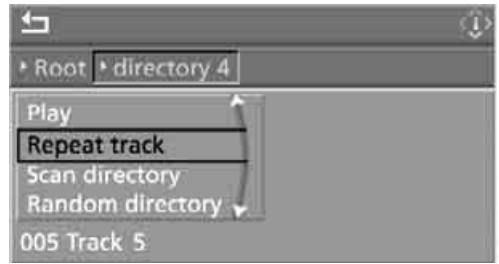 Root directory 4
Play
Repeat track
Scan directory
Random directory
005 Track 5